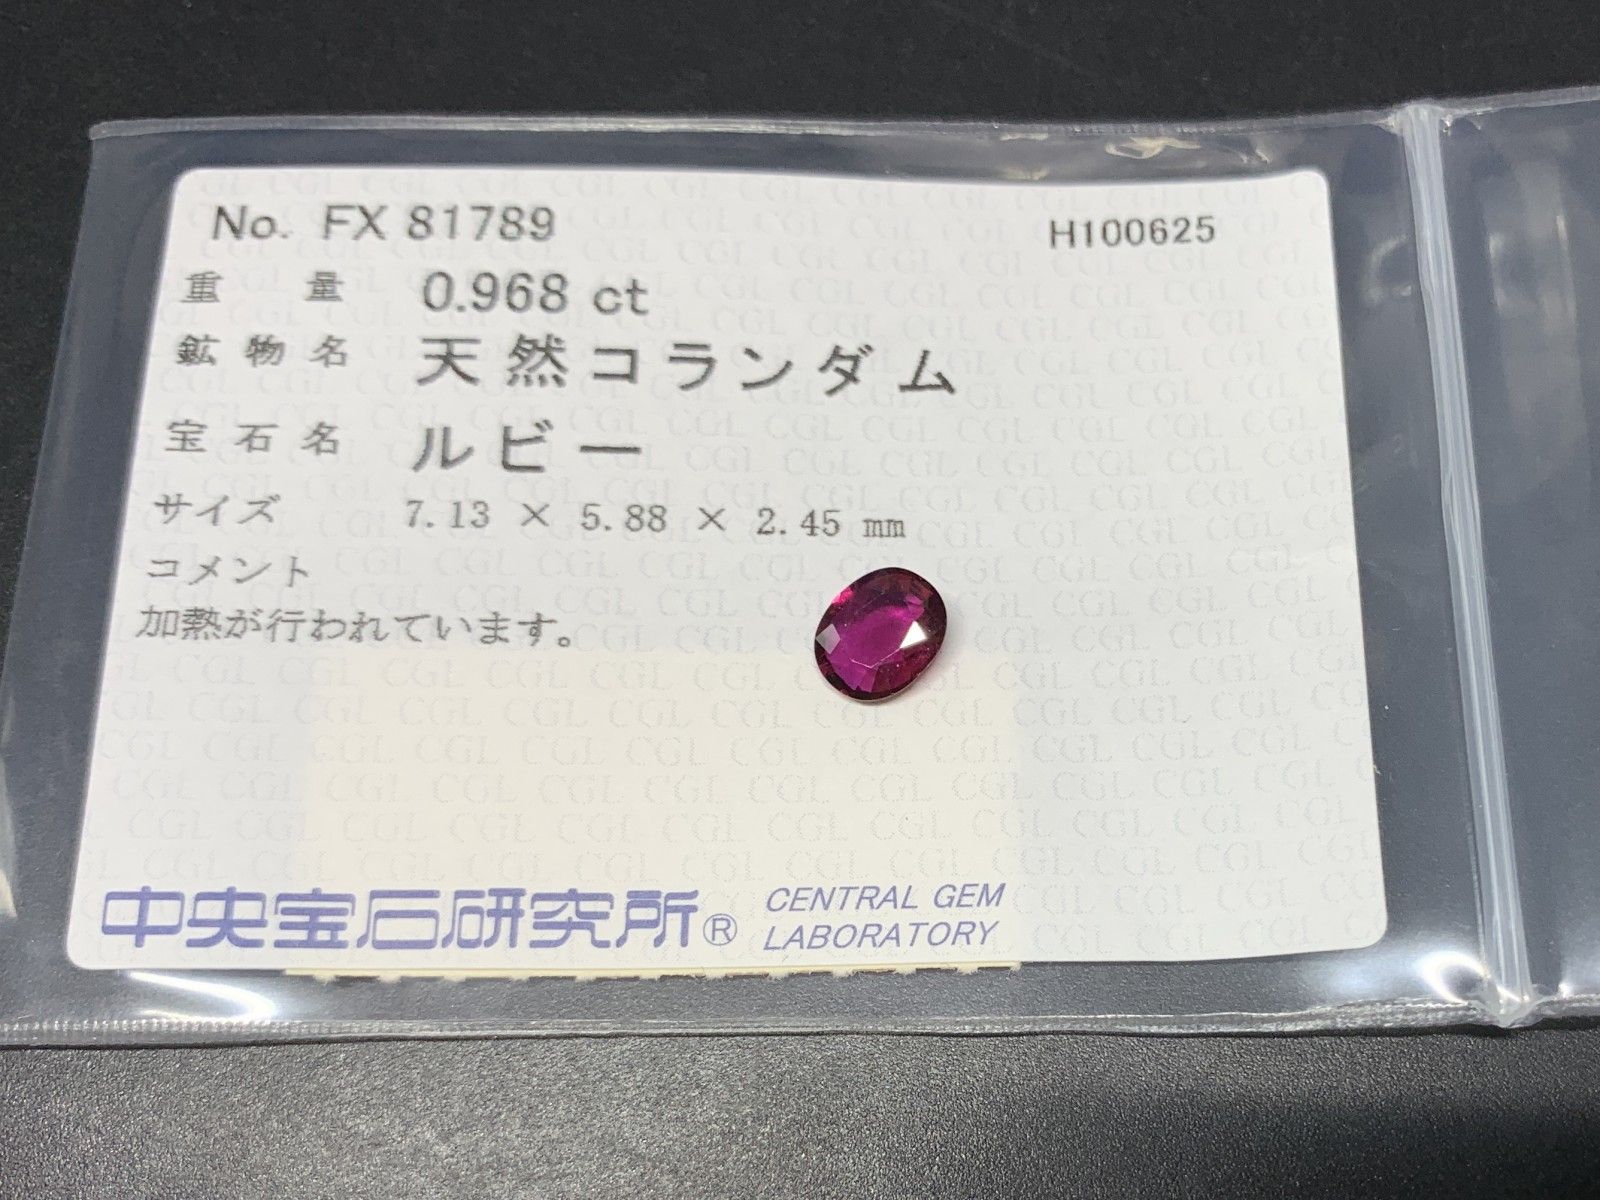 No. FX 81789 H100625
重量 0.968 ct
鉱物名 天然コランダム
宝石名 ルビー
サイズ 7.13 × 5.88 × 2.45 mm
コメント
加熱が行われています。
中央宝石研究所® CENTRAL GEM
LABORATORY